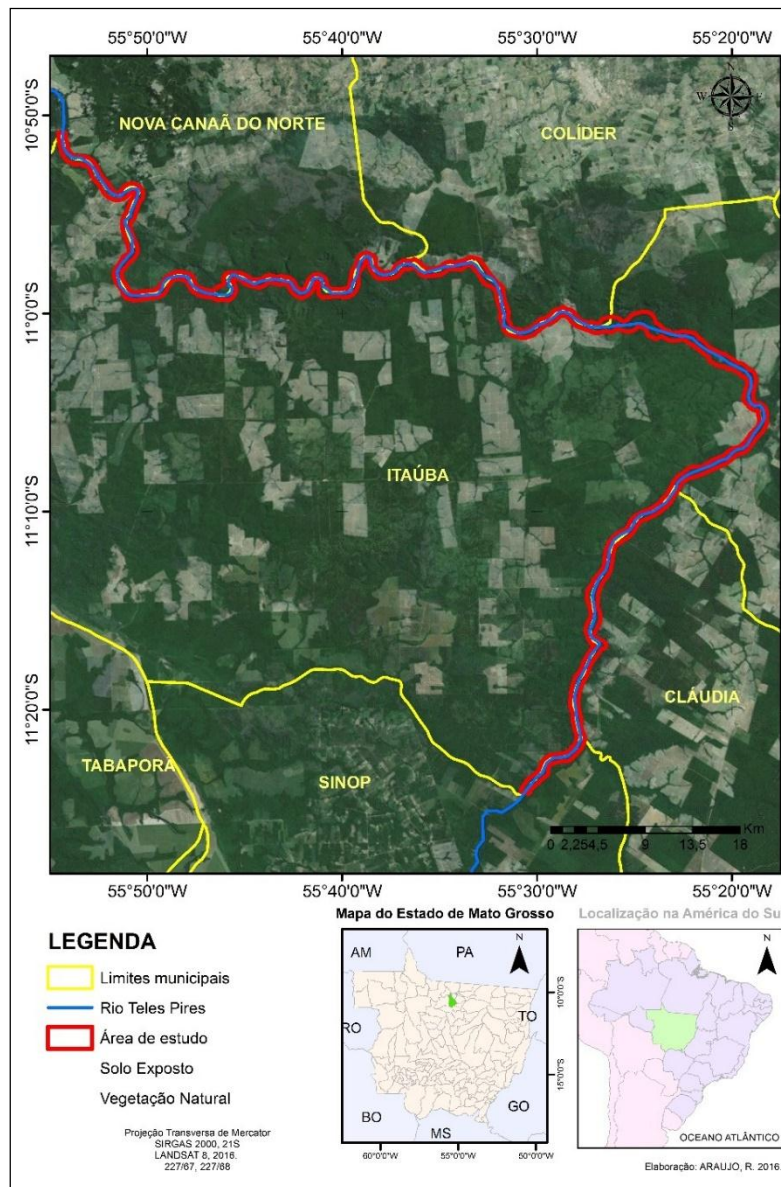 55°50'0"W 55°40'0"W 55°30'0"W 55°20'0"W
N
S
10°50'0"S
NOVA CANAÃ DO NORTE
COLÍDER
11°0'0"S
ITAÚBA
11°10'0"S
CLÁUDIA
11°20'0"S
TABAPORÃ
SINOP
Km
0 2,254,5 9 13,5 18
55°50'0"W 55°40'0"W 55°30'0"W 55°20'0"W
LEGENDA
Limites municipais
Rio Teles Pires
Área de estudo
Solo Exposto
Vegetação Natural
Projeção Transversa de Mercator
SIRGAS 2000, 21S
LANDSAT 8, 2016.
227/67, 227/68
Mapa do Estado de Mato Grosso
N
AM PA
10°0'0"S
TO
RO
15°0'0"S
BO GO
MS
60°0'0"W 55°0'0"W 50°0'0"W
Localização na América do Su
N
OCEANO ATLÂNTICO
Elaboração: ARAUJO, R. 2016.